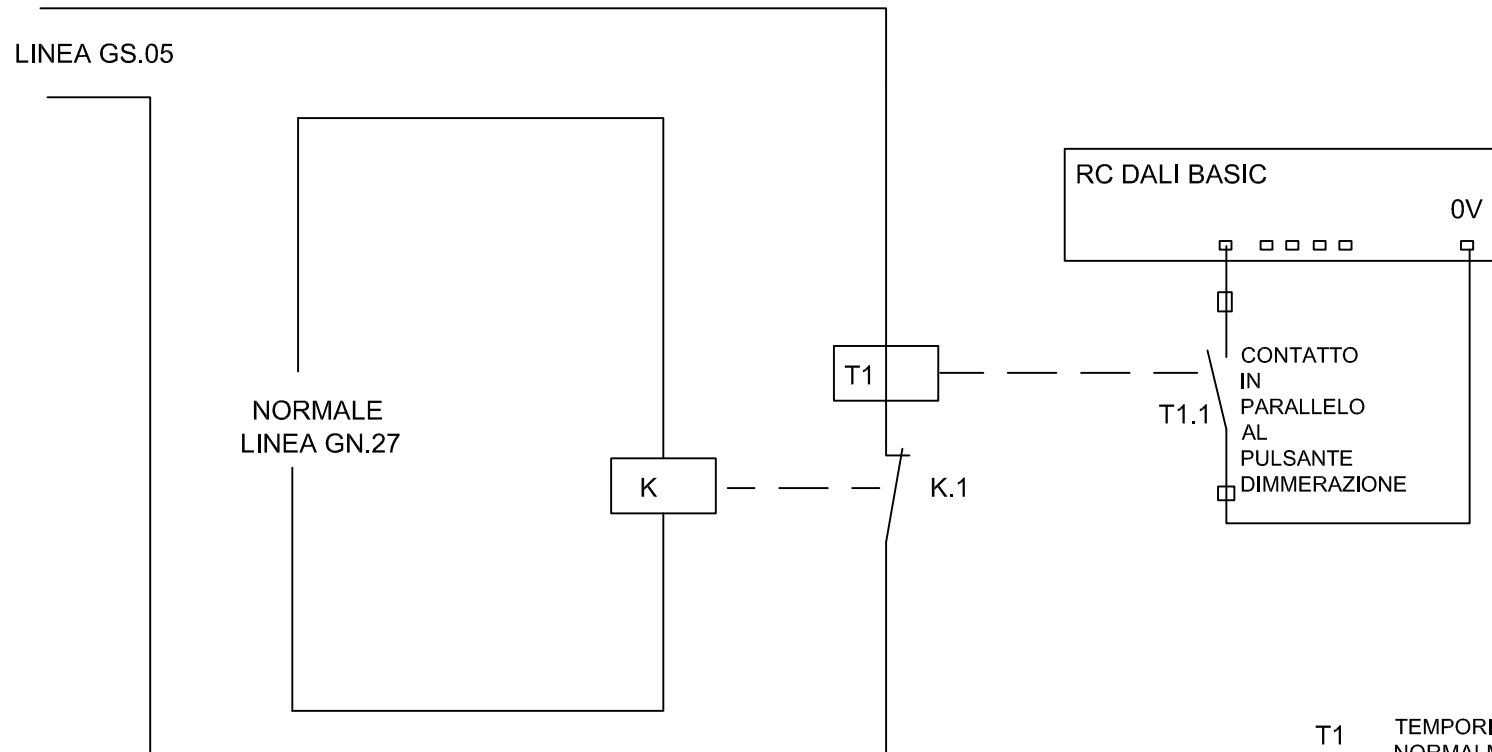 LINEA GS.05
RC DALI BASIC
0V
NORMALE
LINEA GN.27
T1
T1.1
CONTATTO
IN
PARALLELO
AL
PULSANTE
DIMMERAZIONE
K
K.1
T1